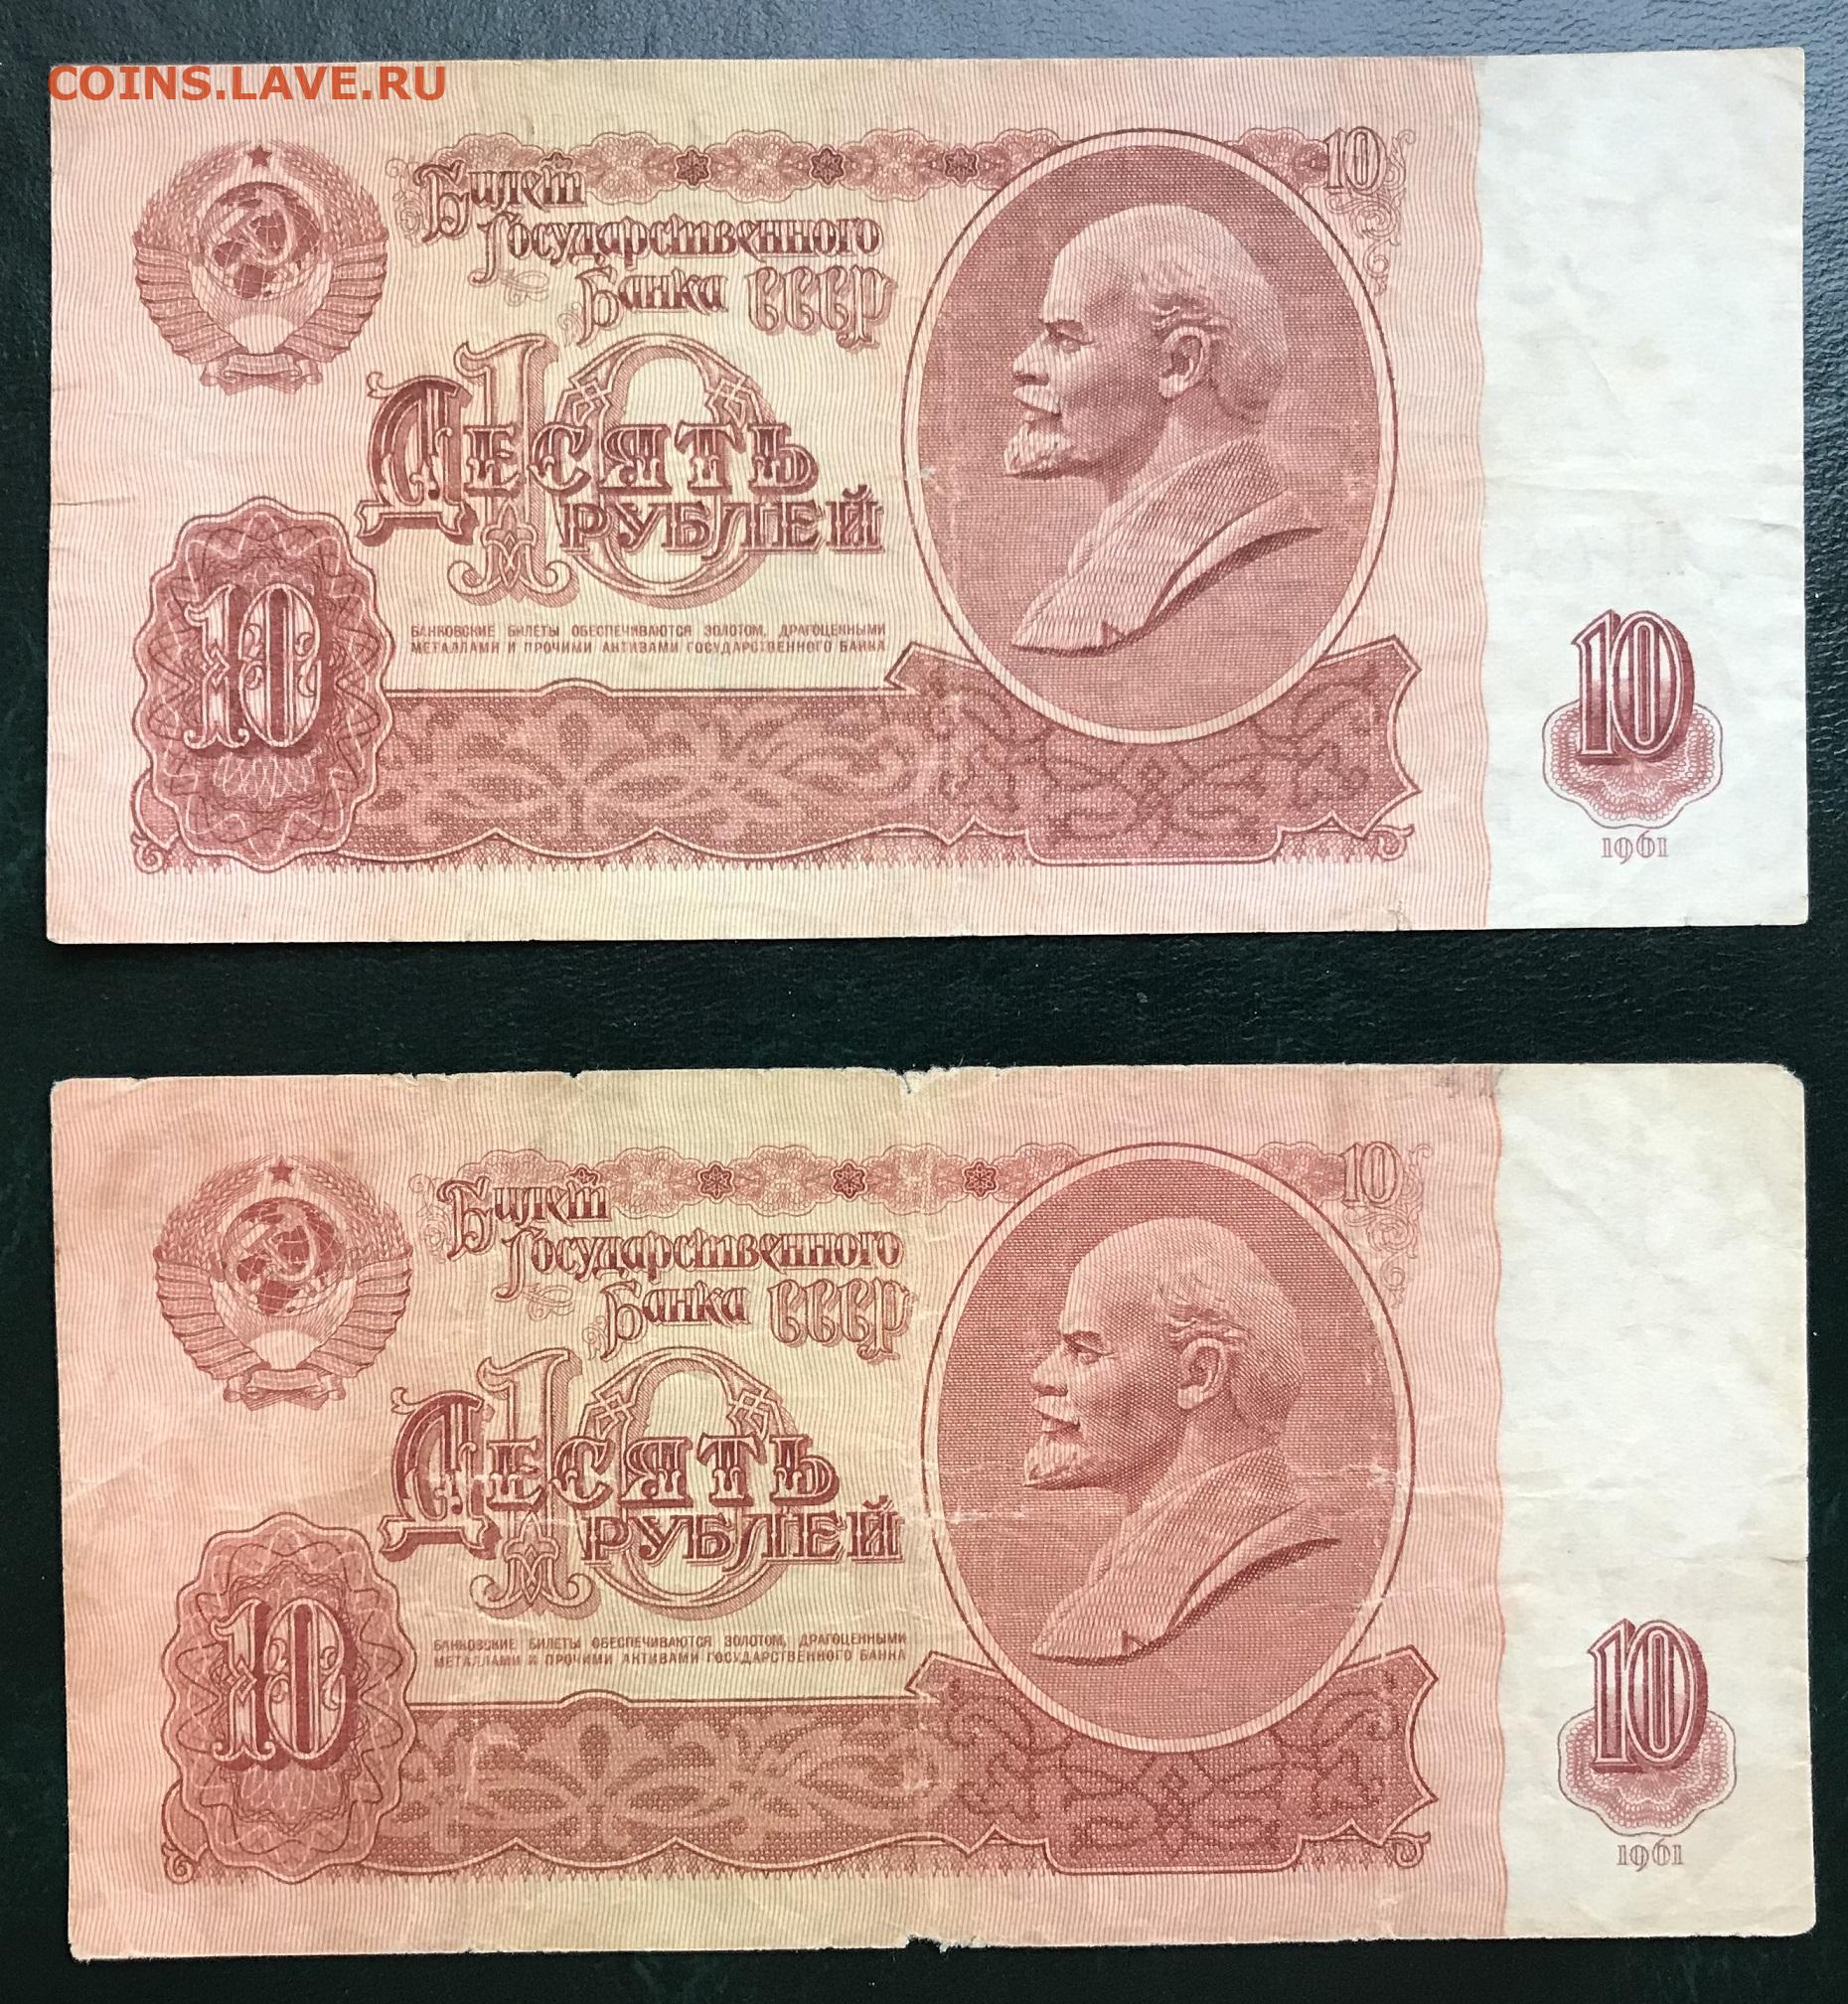 COINS.LAVE.RU
Билет 10
Государственного
Банка СССР
10
Десять
рублей
БАНКОВСКИЕ БИЛЕТЫ ОБЕСПЕЧИВАЮТСЯ ЗОЛОТОМ, ДРАГОЦЕННЫМИ
МЕТАЛЛАМИ И ПРОЧИМИ АКТИВАМИ ГОСУДАРСТВЕННОГО БАНКА
10
10
1961
Билет 10
Государственного
Банка СССР
10
Десять
рублей
БАНКОВСКИЕ БИЛЕТЫ ОБЕСПЕЧИВАЮТСЯ ЗОЛОТОМ, ДРАГОЦЕННЫМИ
МЕТАЛЛАМИ И ПРОЧИМИ АКТИВАМИ ГОСУДАРСТВЕННОГО БАНКА
10
10
1961